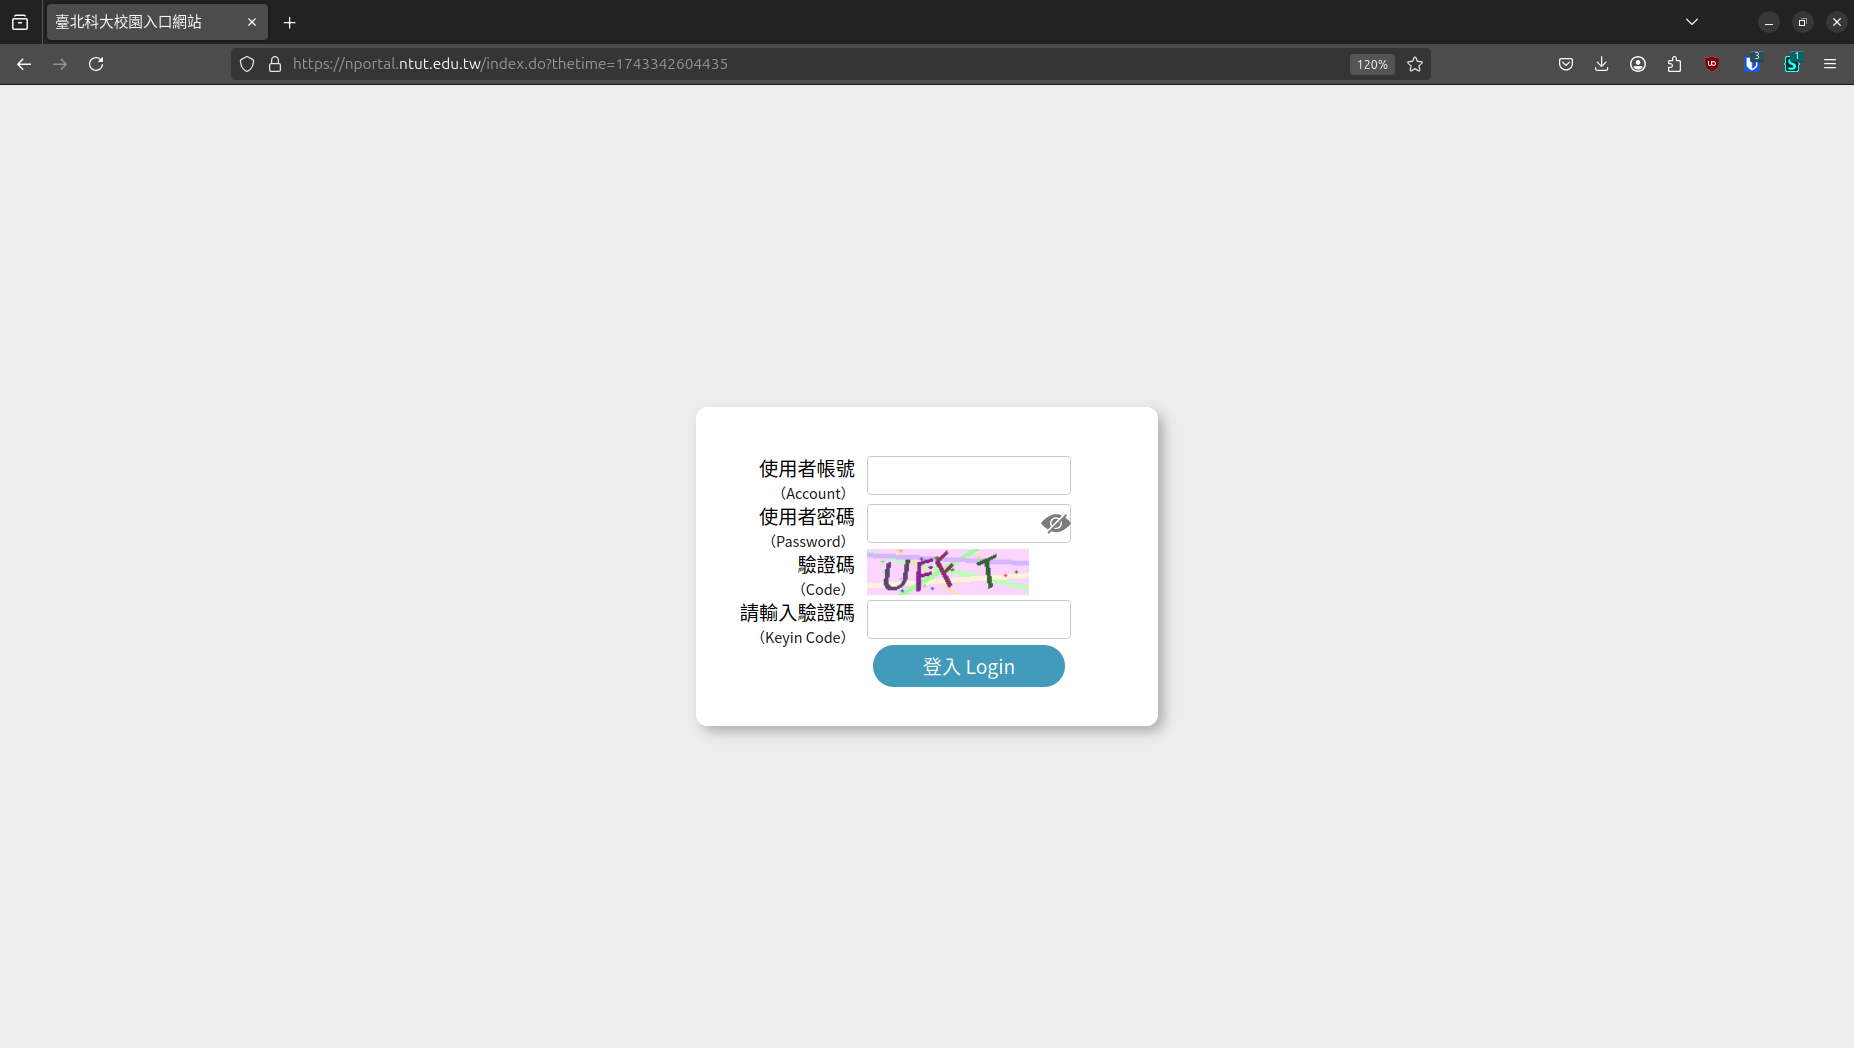 臺北科大校園入口網站
https://nportal.ntut.edu.tw/index.do?thetime=1743342604435
120%
3
1
使用者帳號
(Account)
使用者密碼
(Password)
驗證碼
(Code)
請輸入驗證碼
(Keyin Code)
登入 Login